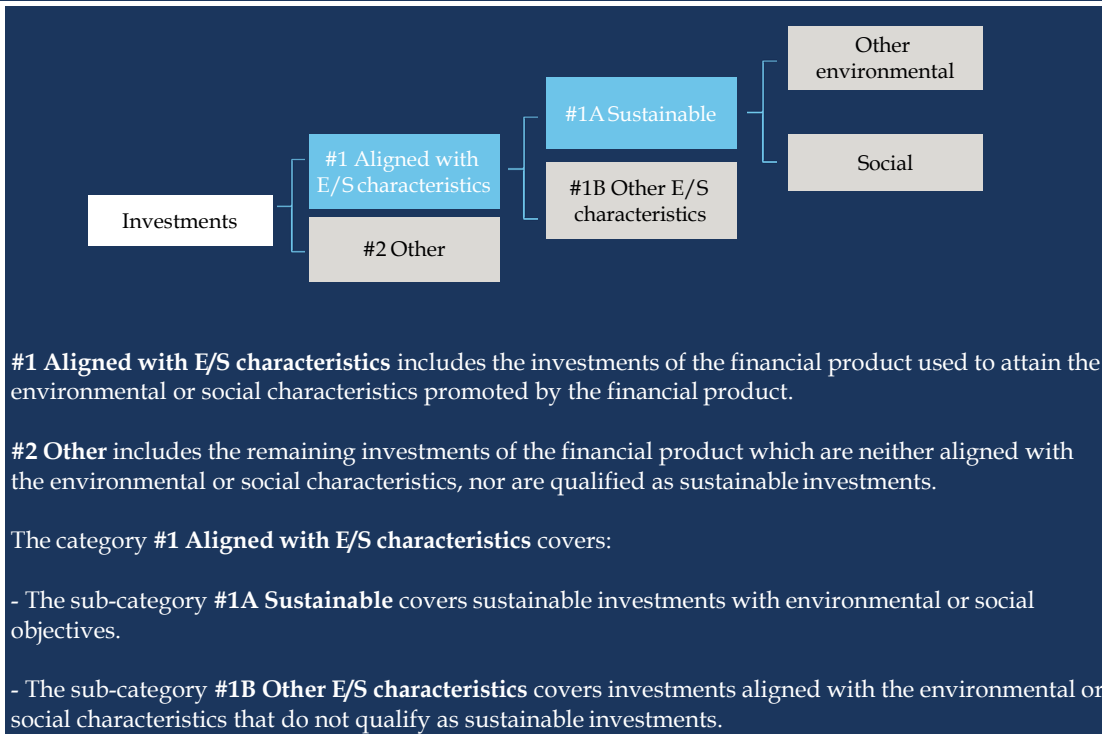 Other
environmental
#1A Sustainable
#1 Aligned with
E/S characteristics
Social
#1B Other E/S
characteristics
Investments
#2 Other
#1 Aligned with E/S characteristics includes the investments of the financial product used to attain the
environmental or social characteristics promoted by the financial product.
#2 Other includes the remaining investments of the financial product which are neither aligned with
the environmental or social characteristics, nor are qualified as sustainable investments.
The category #1 Aligned with E/S characteristics covers:
- The sub-category #1A Sustainable covers sustainable investments with environmental or social
objectives.
- The sub-category #1B Other E/S characteristics covers investments aligned with the environmental or
social characteristics that do not qualify as sustainable investments.